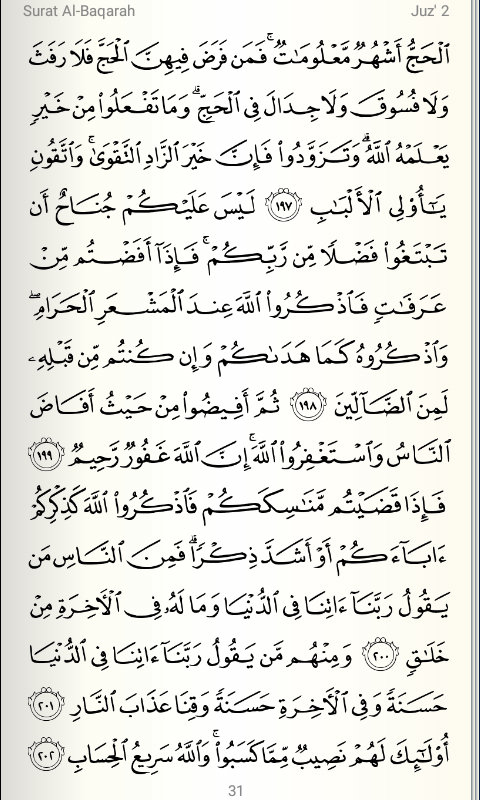 Surat Al-Baqarah Juz' 2
ٱلْحَجُّ أَشْهُرٌ مَّعْلُومَـٰتٌ ۚ فَمَن فَرَضَ فِيهِنَّ ٱلْحَجَّ فَلَا رَفَثَ
وَلَا فُسُوقَ وَلَا جِدَالَ فِى ٱلْحَجِّ ۗ وَمَا تَفْعَلُوا۟ مِنْ خَيْرٍ
يَعْلَمْهُ ٱللَّهُ ۗ وَتَزَوَّدُوا۟ فَإِنَّ خَيْرَ ٱلزَّادِ ٱلتَّقْوَىٰ ۚ وَٱتَّقُونِ
يَـٰٓأُو۟لِى ٱلْأَلْبَـٰبِ ١٩٧ لَيْسَ عَلَيْكُمْ جُنَاحٌ أَن
تَبْتَغُوا۟ فَضْلًا مِّن رَّبِّكُمْ ۚ فَإِذَآ أَفَضْتُم مِّنْ
عَرَفَـٰتٍ فَٱذْكُرُوا۟ ٱللَّهَ عِندَ ٱلْمَشْعَرِ ٱلْحَرَامِ ۖ
وَٱذْكُرُوهُ كَمَا هَدَىٰكُمْ وَإِن كُنتُم مِّن قَبْلِهِۦ
لَمِنَ ٱلضَّآلِّينَ ١٩٨ ثُمَّ أَفِيضُوا۟ مِنْ حَيْثُ أَفَاضَ
ٱلنَّاسُ وَٱسْتَغْفِرُوا۟ ٱللَّهَ ۚ إِنَّ ٱللَّهَ غَفُورٌ رَّحِيمٌ ١٩٩
فَإِذَا قَضَيْتُم مَّنَـٰسِكَكُمْ فَٱذْكُرُوا۟ ٱللَّهَ كَذِكْرِكُمْ
ءَابَآءَكُمْ أَوْ أَشَدَّ ذِكْرًا ۗ فَمِنَ ٱلنَّاسِ مَن
يَقُولُ رَبَّنَآ ءَاتِنَا فِى ٱلدُّنْيَا وَمَا لَهُۥ فِى ٱلْـَٔاخِرَةِ مِنْ
خَلَـٰقٍ ٢٠٠ وَمِنْهُم مَّن يَقُولُ رَبَّنَآ ءَاتِنَا فِى ٱلدُّنْيَا
حَسَنَةً وَفِى ٱلْـَٔاخِرَةِ حَسَنَةً وَقِنَا عَذَابَ ٱلنَّارِ ٢٠١
أُو۟لَـٰٓئِكَ لَهُمْ نَصِيبٌ مِّمَّا كَسَبُوا۟ ۚ وَٱللَّهُ سَرِيعُ ٱلْحِسَابِ ٢٠٢
31